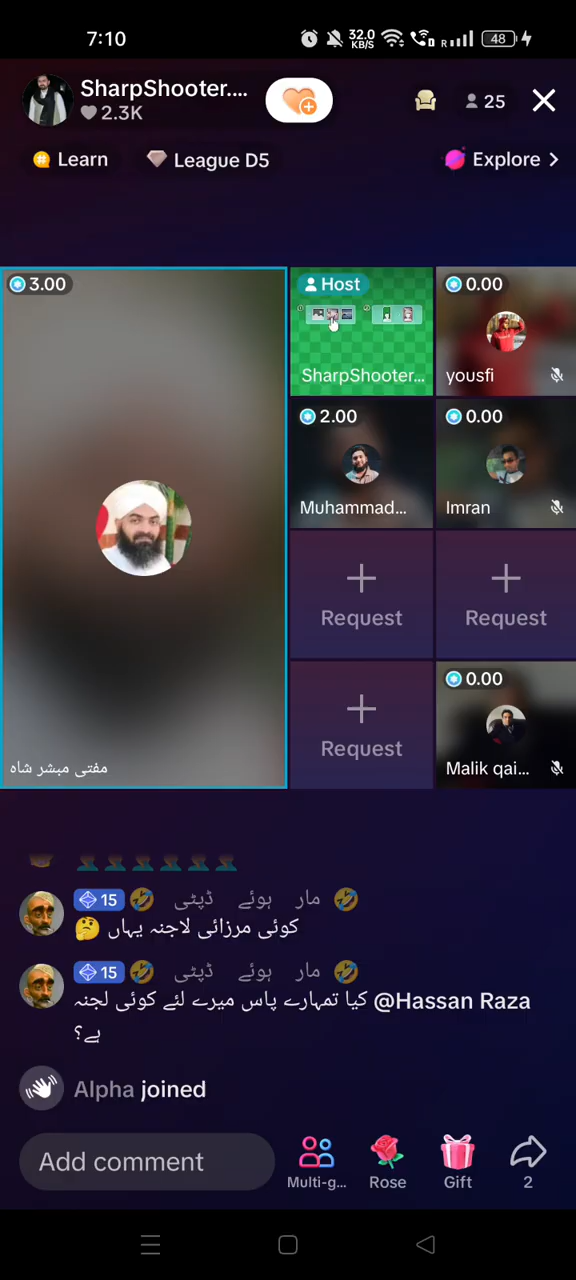 7:10
32.0 KB/S
R
48
SharpShooter....
2.3K
25
Learn
League D5
Explore
3.00
Host
0.00
SharpShooter...
yousfi
2.00
0.00
Muhammad...
Imran
Request
Request
Request
0.00
Malik qai...
مفتی مبشر شاہ
15 🤣 مار ہوئے ڈپٹی 🤣
کوئی مرزائی لاجنہ یہاں 🤔
15 🤣 مار ہوئے ڈپٹی 🤣
@Hassan Raza کیا تمہارے پاس میرے لئے کوئی لجنہ
ہے؟
Alpha joined
Add comment
Multi-g...
Rose
Gift
2